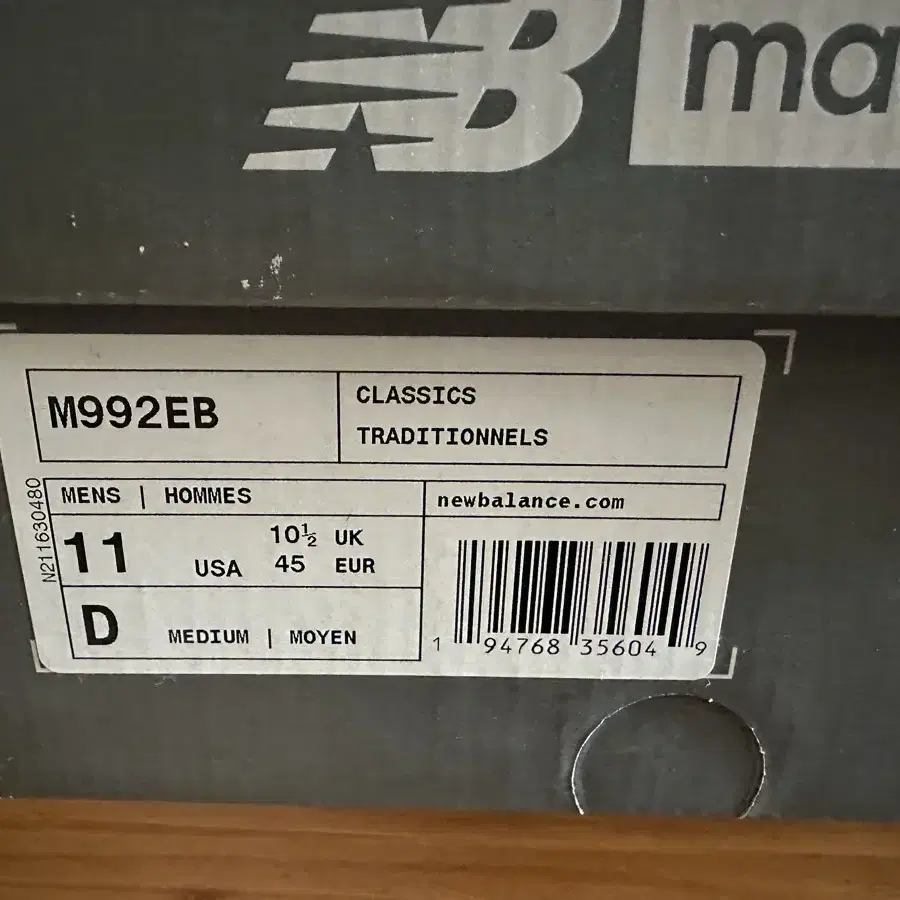 NB
ma
M992EB
CLASSICS
TRADITIONNELS
N211630480
MENS | HOMMES
newbalance.com
11 USA
10½ UK
45 EUR
D MEDIUM | MOYEN
1 94768 35604 9